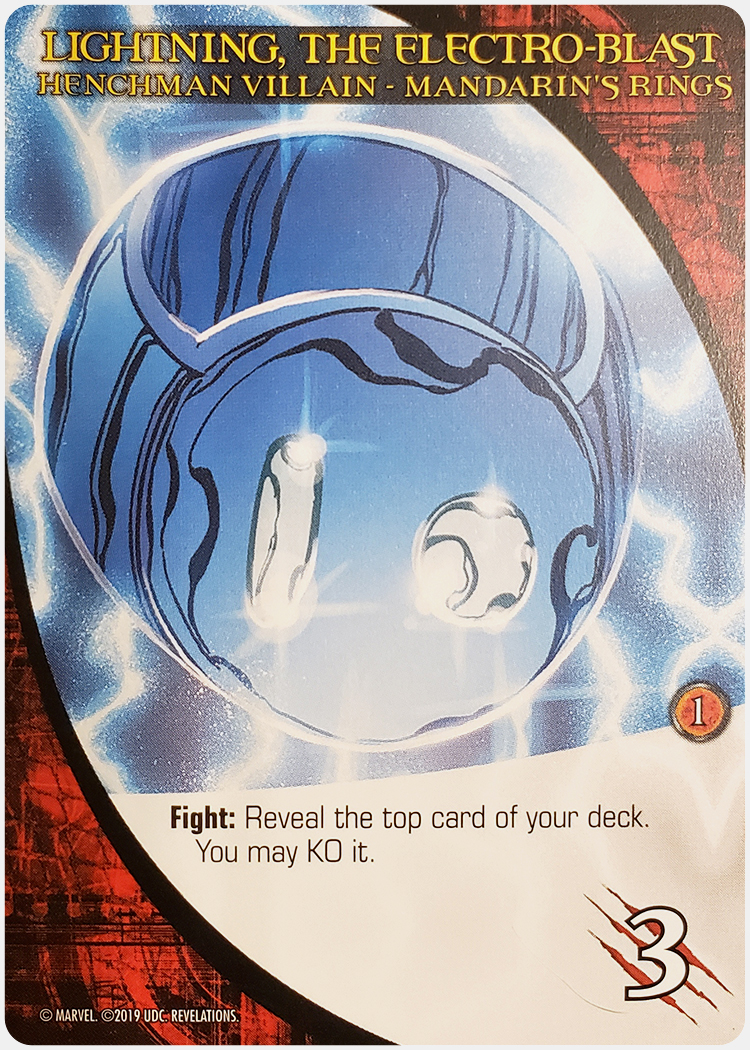 LIGHTNING, THE ELECTRO-BLAST
HENCHMAN VILLAIN - MANDARIN'S RINGS
1
Fight: Reveal the top card of your deck.
You may KO it.
3
© MARVEL. ©2019 UDC. REVELATIONS.